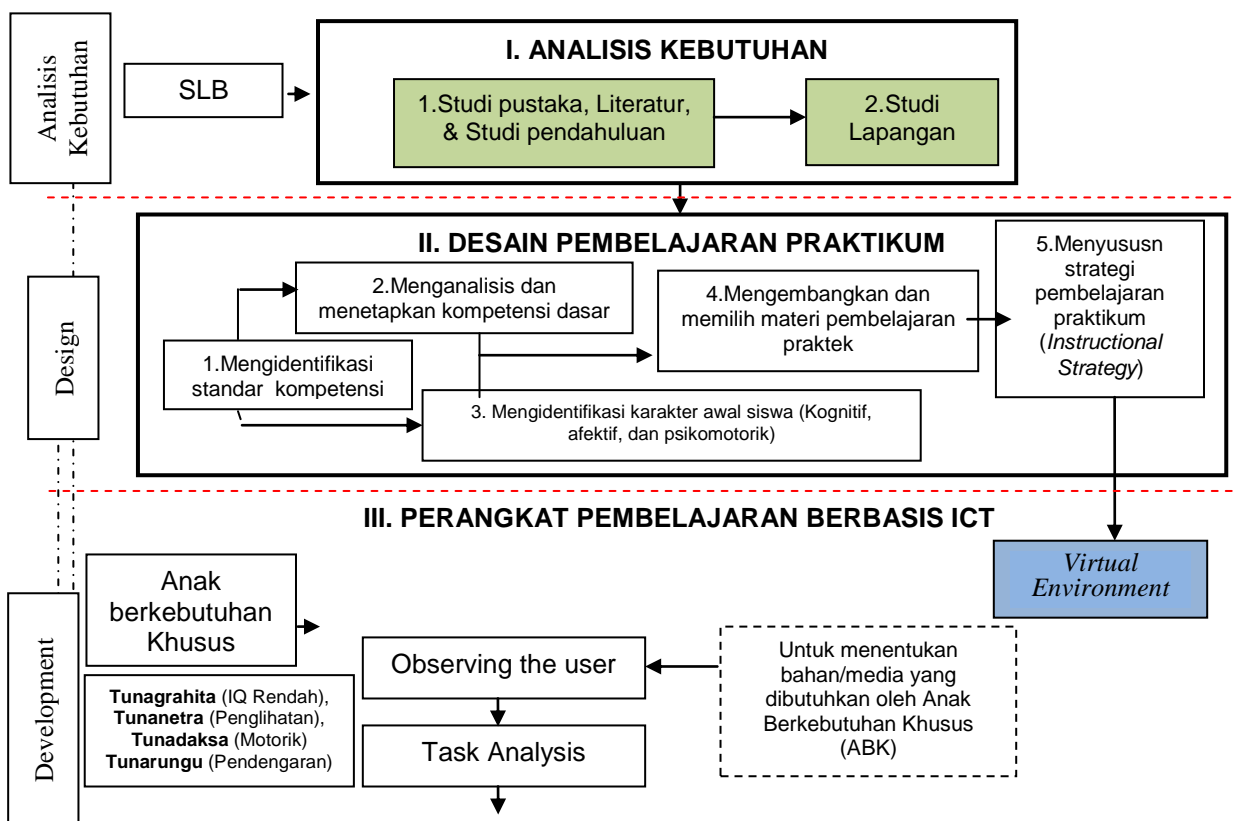 Analisis
Kebutuhan
SLB
I. ANALISIS KEBUTUHAN
1.Studi pustaka, Literatur,
& Studi pendahuluan
2.Studi
Lapangan
Design
II. DESAIN PEMBELAJARAN PRAKTIKUM
1.Mengidentifikasi
standar kompetensi
2.Menganalisis dan
menetapkan kompetensi dasar
3. Mengidentifikasi karakter awal siswa (Kognitif,
afektif, dan psikomotorik)
4.Mengembangkan dan
memilih materi pembelajaran
praktek
5.Menyususn
strategi
pembelajaran
praktikum
(Instructional
Strategy)
III. PERANGKAT PEMBELAJARAN BERBASIS ICT
Virtual
Environment
Development
Anak
berkebutuhan
Khusus
Tunagrahita (IQ Rendah),
Tunanetra (Penglihatan),
Tunadaksa (Motorik)
Tunarungu (Pendengaran)
Observing the user
Task Analysis
Untuk menentukan
bahan/media yang
dibutuhkan oleh Anak
Berkebutuhan Khusus
(ABK)